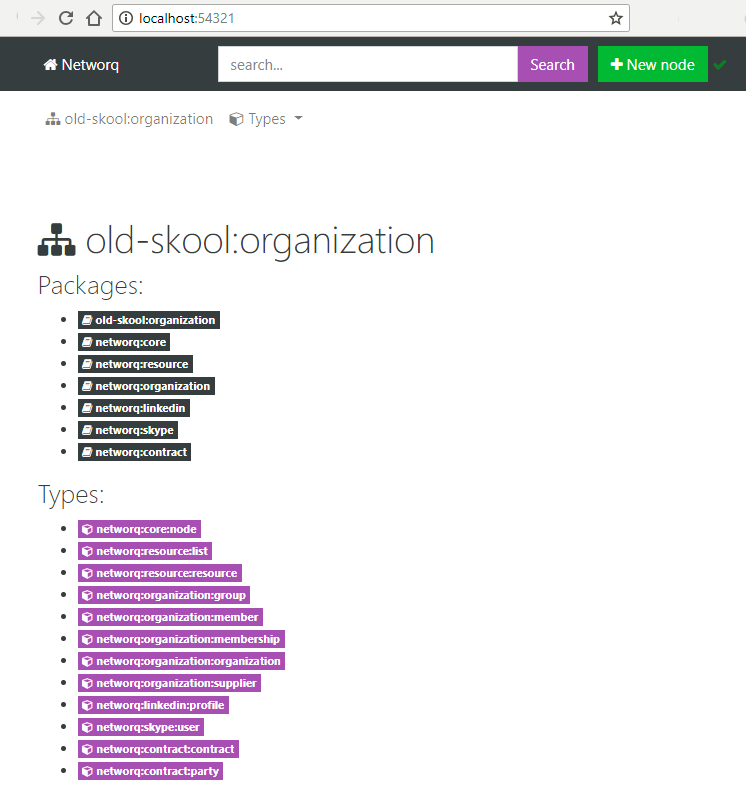 localhost:54321
Networq search... Search New node
old-skool:organization Types
old-skool:organization
Packages:
old-skool:organization
networq:core
networq:resource
networq:organization
networq:linkedin
networq:skype
networq:contract
Types:
networq:core:node
networq:resource:list
networq:resource:resource
networq:organization:group
networq:organization:member
networq:organization:membership
networq:organization:organization
networq:organization:supplier
networq:linkedin:profile
networq:skype:user
networq:contract:contract
networq:contract:party